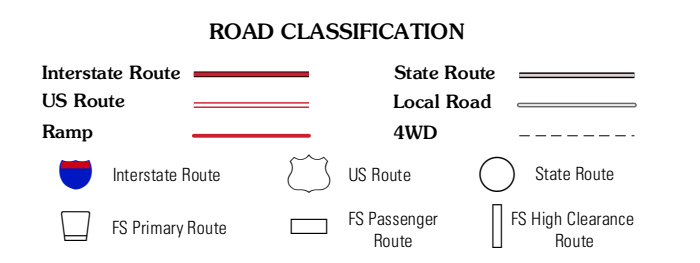 ROAD CLASSIFICATION
Interstate Route
State Route
US Route
Local Road
Ramp
4WD
Interstate Route
US Route
State Route
FS Primary Route
FS Passenger
Route
FS High Clearance
Route